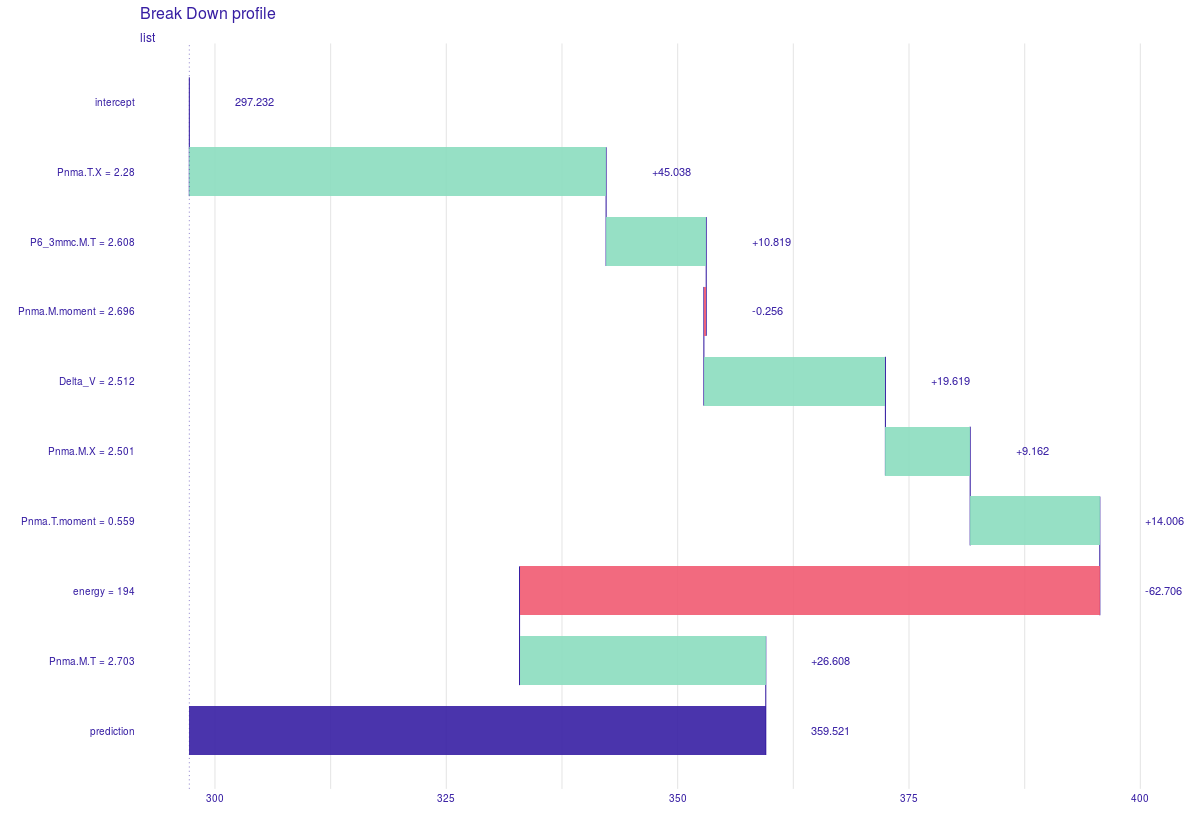 Break Down profile
list
intercept 297.232
Pnma.T.X = 2.28 +45.038
P6_3mmc.M.T = 2.608 +10.819
Pnma.M.moment = 2.696 -0.256
Delta_V = 2.512 +19.619
Pnma.M.X = 2.501 +9.162
Pnma.T.moment = 0.559 +14.006
energy = 194 -62.706
Pnma.M.T = 2.703 +26.608
prediction 359.521
300 325 350 375 400